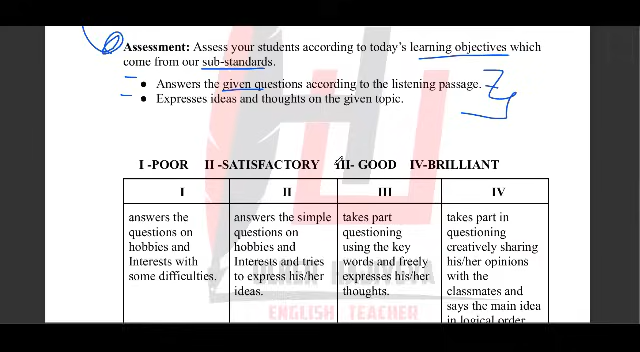 Assessment: Assess your students according to today's learning objectives which
come from our sub-standards.
• Answers the given questions according to the listening passage.
• Expresses ideas and thoughts on the given topic.
I -POOR II -SATISFACTORY III- GOOD IV-BRILLIANT
I II III IV
answers the
questions on
hobbies and
Interests with
some difficulties.
answers the simple
questions on
hobbies and
Interests and tries
to express his/her
ideas.
takes part
questioning
using the key
words and freely
expresses his/her
thoughts.
takes part in
questioning
creatively sharing
his/her opinions
with the
classmates and
says the main idea
in logical order
ENGLISH TEACHER